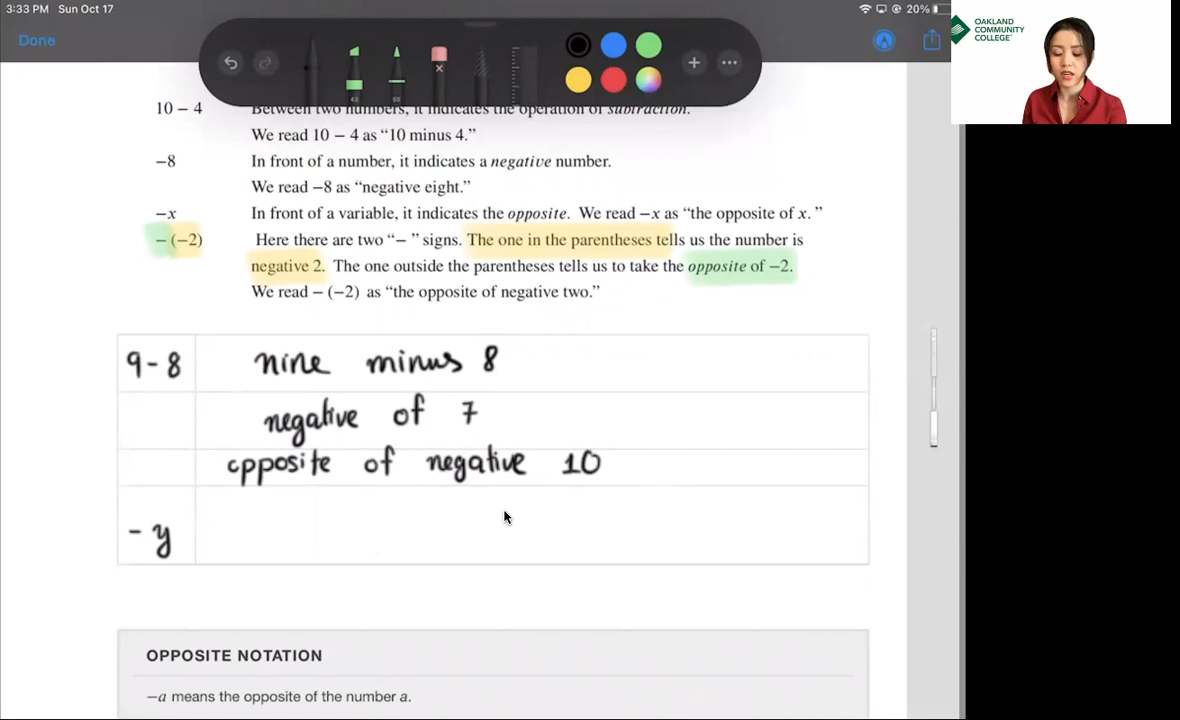 3:33 PM Sun Oct 17
20%
OAKLAND
COMMUNITY
COLLEGE
Done
43
50
10 − 4 Between two numbers, it indicates the operation of subtraction.
We read 10 − 4 as “10 minus 4.”
−8 In front of a number, it indicates a negative number.
We read −8 as “negative eight.”
−x In front of a variable, it indicates the opposite. We read −x as “the opposite of x. ”
− (−2) Here there are two “− ” signs. The one in the parentheses tells us the number is
negative 2. The one outside the parentheses tells us to take the opposite of −2.
We read − (−2) as “the opposite of negative two.”
9 - 8 nine minus 8
negative of 7
opposite of negative 10
- y
OPPOSITE NOTATION
−a means the opposite of the number a.